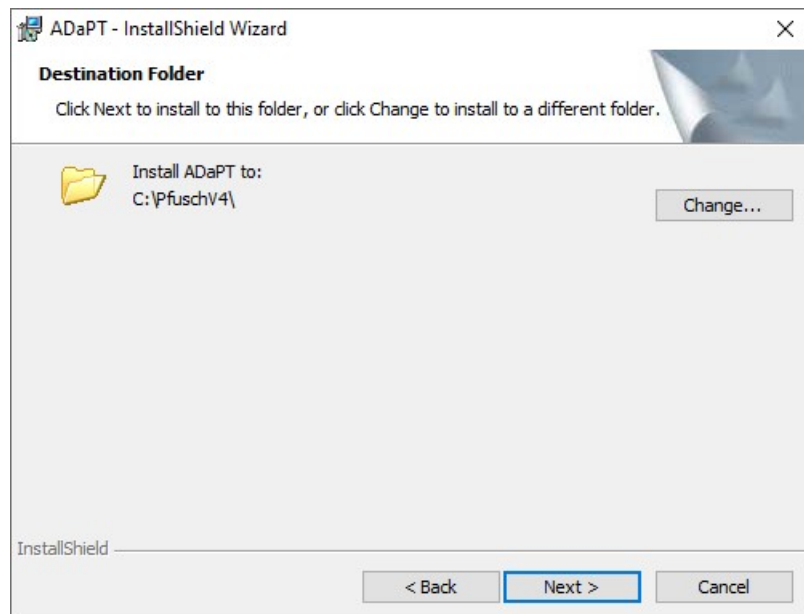 ADaPT - InstallShield Wizard
Destination Folder
Click Next to install to this folder, or click Change to install to a different folder.
Install ADaPT to:
C:\PfuschV4\
Change...
InstallShield
< Back
Next >
Cancel